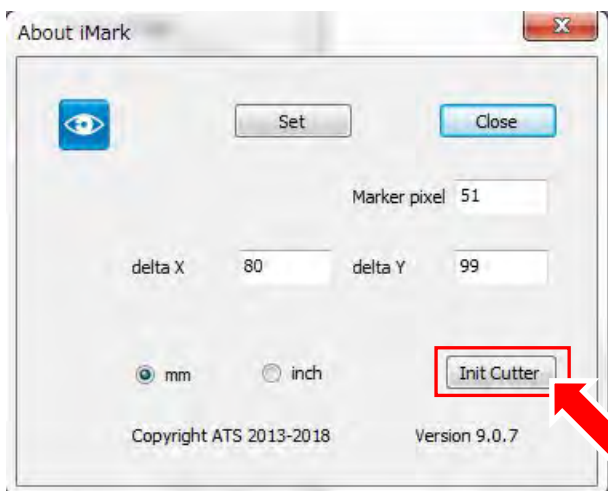 About iMark
Set Close
Marker pixel 51
delta X 80 delta Y 99
mm inch Init Cutter
Copyright ATS 2013-2018 Version 9.0.7